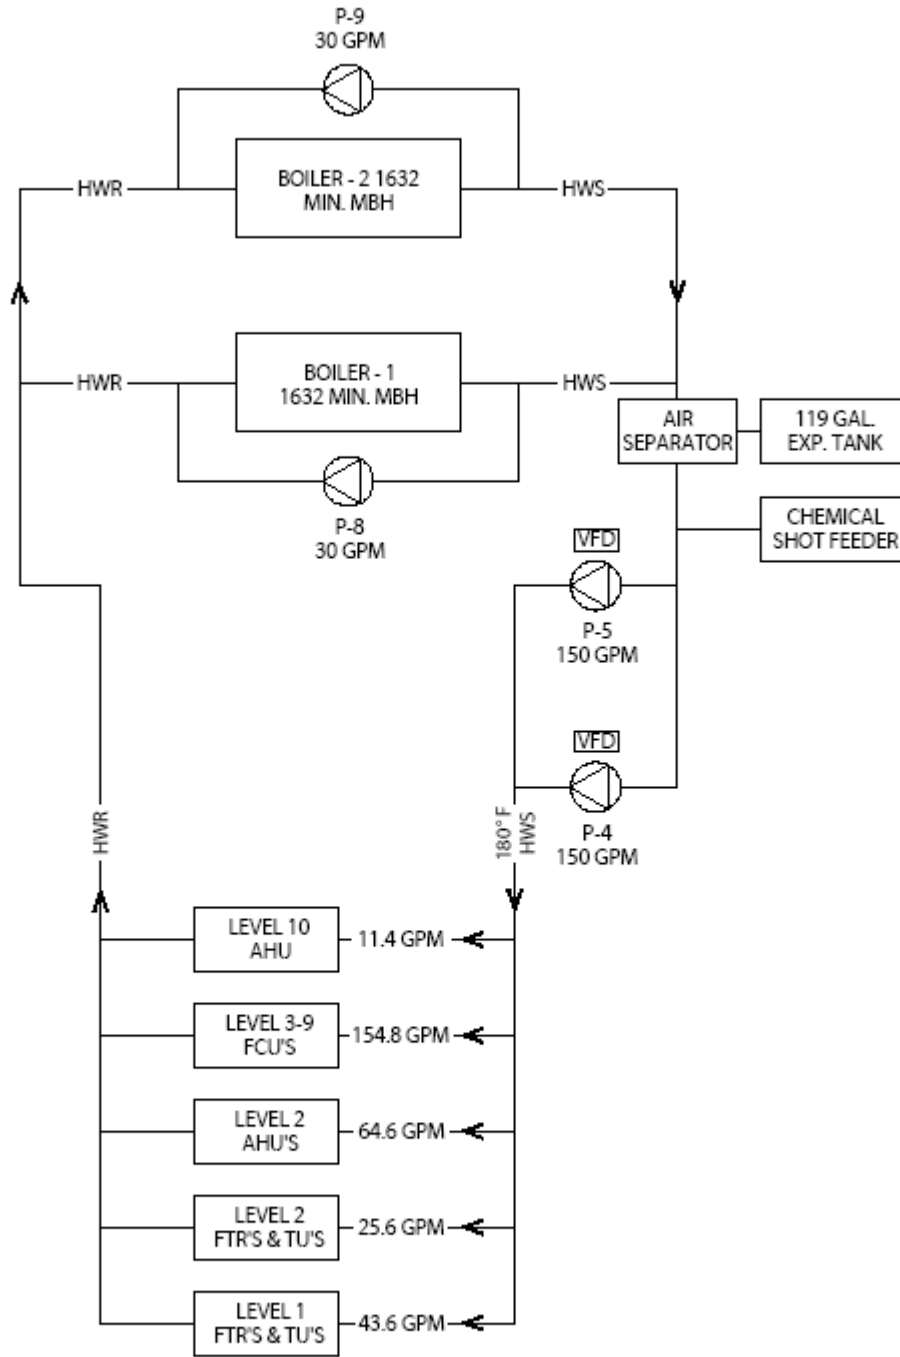 P-9
30 GPM
BOILER - 2 1632
MIN. MBH
HWR
HWS
BOILER - 1
1632 MIN. MBH
HWR
HWS
AIR
SEPARATOR
119 GAL.
EXP. TANK
P-8
30 GPM
CHEMICAL
SHOT FEEDER
VFD
P-5
150 GPM
VFD
P-4
150 GPM
HWR
180° F
HWS
LEVEL 10
AHU
11.4 GPM
LEVEL 3-9
FCU'S
154.8 GPM
LEVEL 2
AHU'S
64.6 GPM
LEVEL 2
FTR'S & TU'S
25.6 GPM
LEVEL 1
FTR'S & TU'S
43.6 GPM